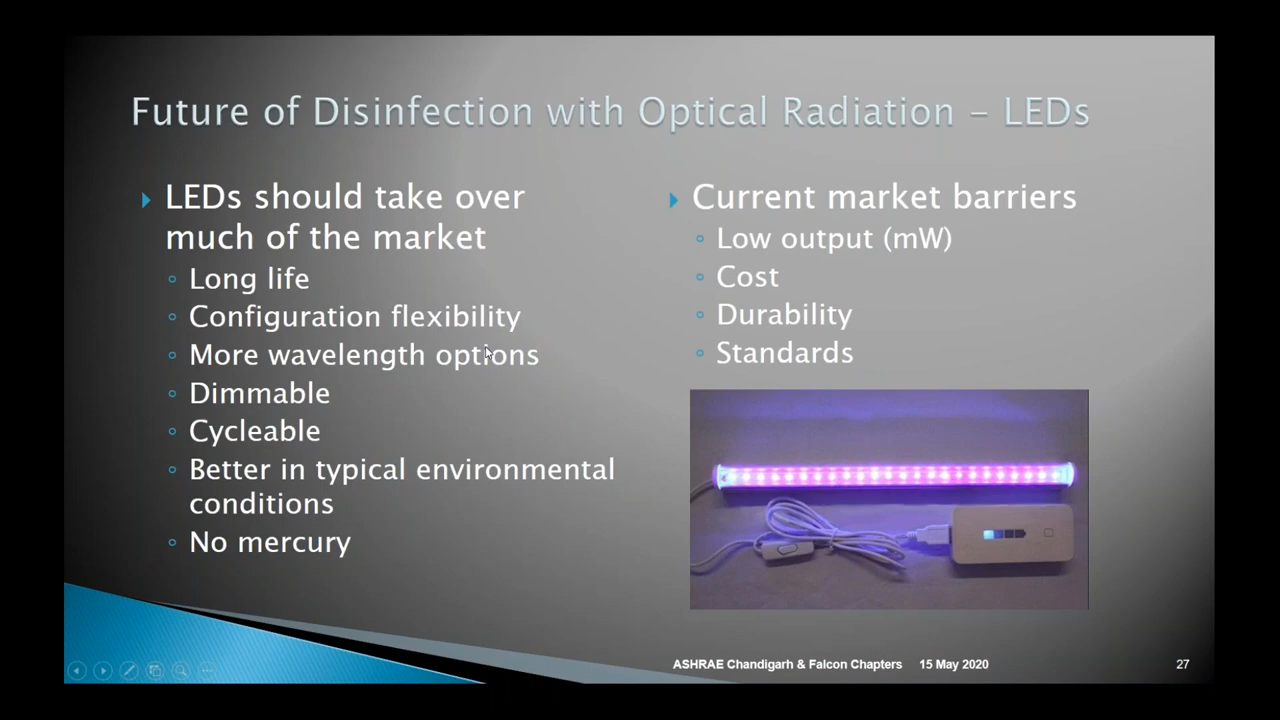 Future of Disinfection with Optical Radiation – LEDs
LEDs should take over
much of the market
Long life
Configuration flexibility
More wavelength options
Dimmable
Cycleable
Better in typical environmental
conditions
No mercury
Current market barriers
Low output (mW)
Cost
Durability
Standards
ASHRAE Chandigarh & Falcon Chapters 15 May 2020 27